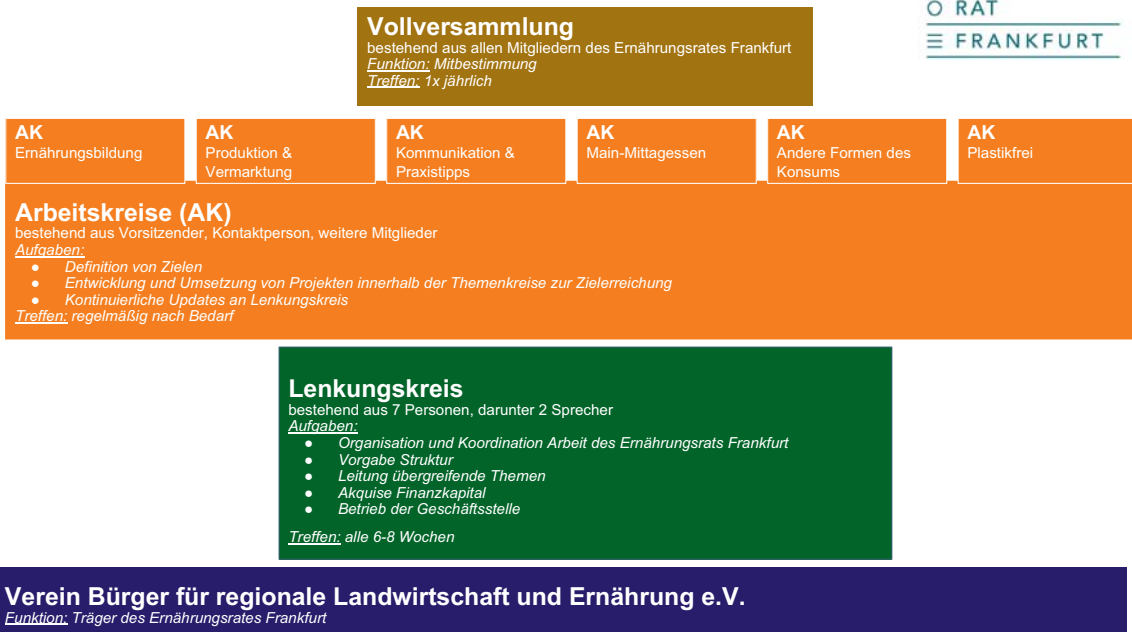 Vollversammlung
bestehend aus allen Mitgliedern des Ernährungsrates Frankfurt
Funktion: Mitbestimmung
Treffen: 1x jährlich
RAT
FRANKFURT
AK
Ernährungsbildung
AK
Produktion &
Vermarktung
AK
Kommunikation &
Praxistipps
AK
Main-Mittagessen
AK
Andere Formen des
Konsums
AK
Plastikfrei
Arbeitskreise (AK)
bestehend aus Vorsitzender, Kontaktperson, weitere Mitglieder
Aufgaben:
● Definition von Zielen
● Entwicklung und Umsetzung von Projekten innerhalb der Themenkreise zur Zielerreichung
● Kontinuierliche Updates an Lenkungskreis
Treffen: regelmäßig nach Bedarf
Lenkungskreis
bestehend aus 7 Personen, darunter 2 Sprecher
Aufgaben:
● Organisation und Koordination Arbeit des Ernährungsrats Frankfurt
● Vorgabe Struktur
● Leitung übergreifende Themen
● Akquise Finanzkapital
● Betrieb der Geschäftsstelle
Treffen: alle 6-8 Wochen
Verein Bürger für regionale Landwirtschaft und Ernährung e.V.
Funktion: Träger des Ernährungsrates Frankfurt